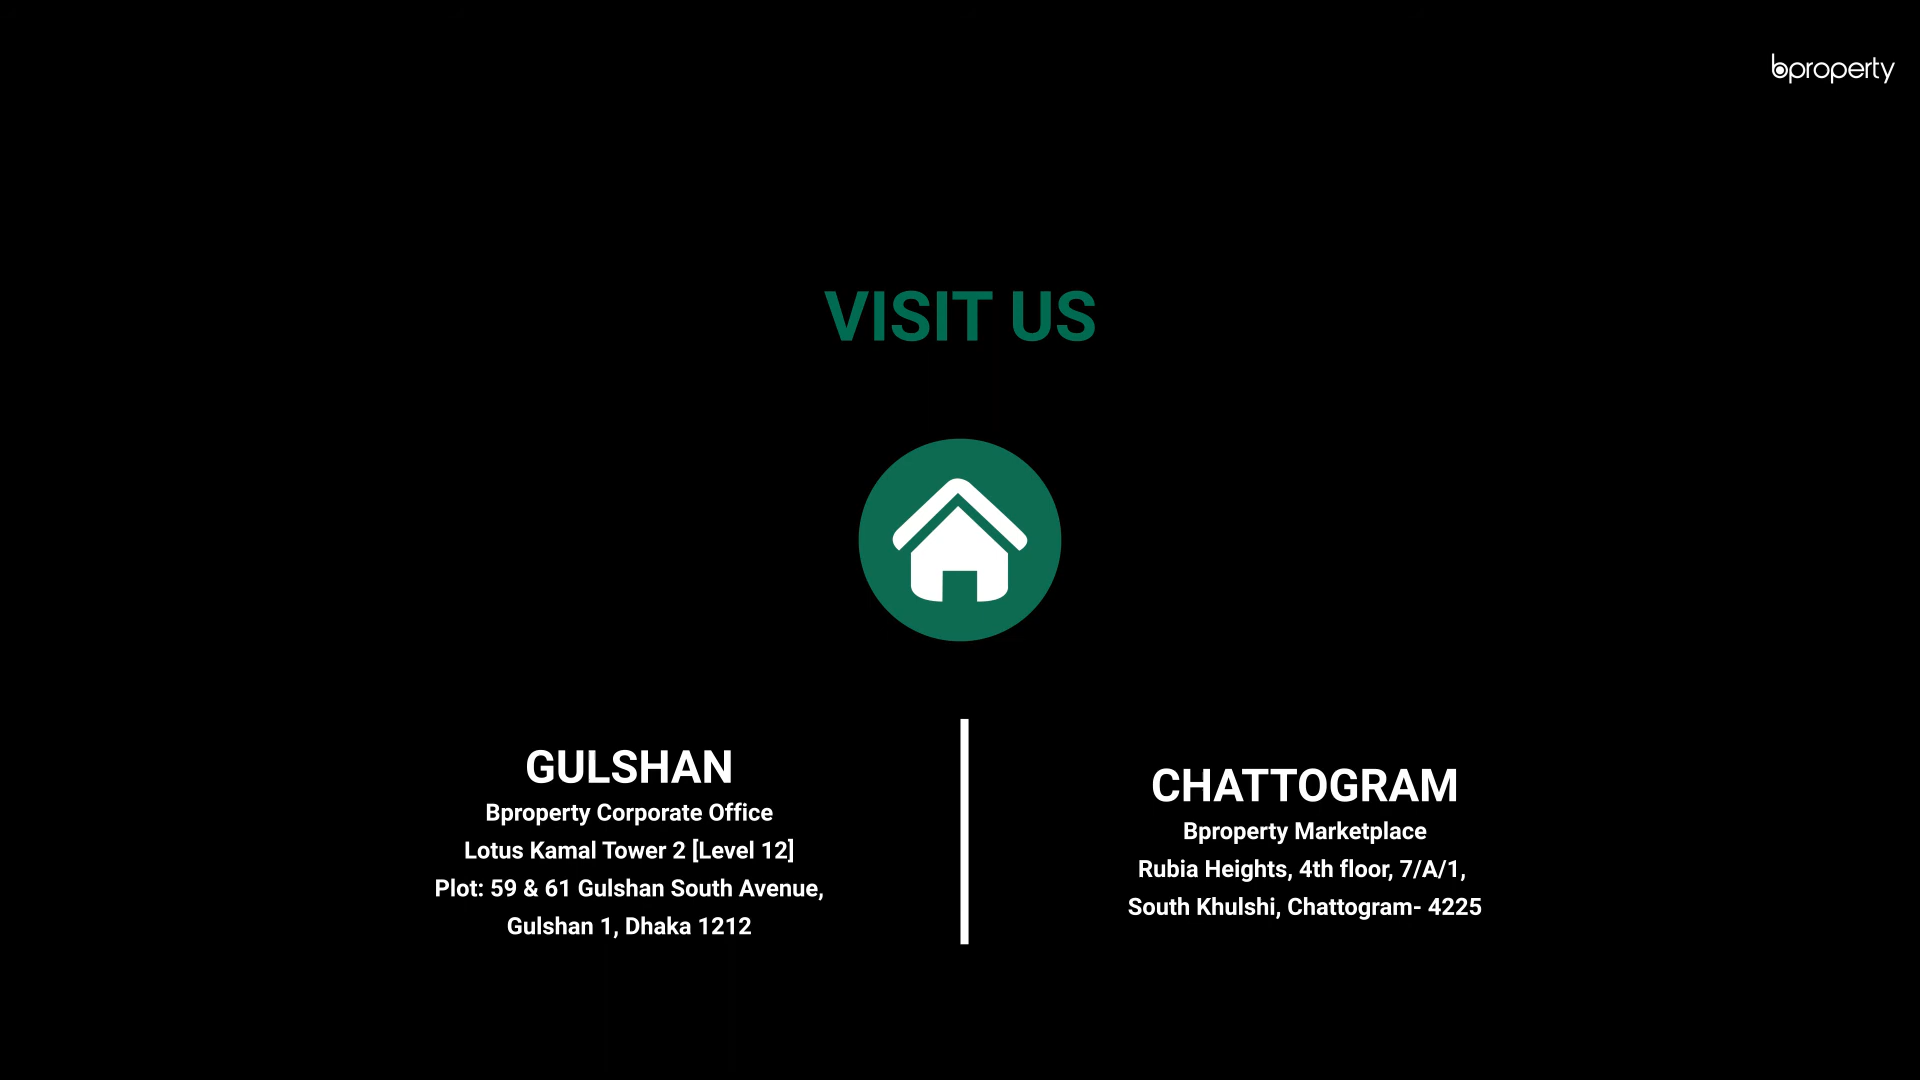 bproperty
VISIT US
GULSHAN
Bproperty Corporate Office
Lotus Kamal Tower 2 [Level 12]
Plot: 59 & 61 Gulshan South Avenue,
Gulshan 1, Dhaka 1212
CHATTOGRAM
Bproperty Marketplace
Rubia Heights, 4th floor, 7/A/1,
South Khulshi, Chattogram- 4225